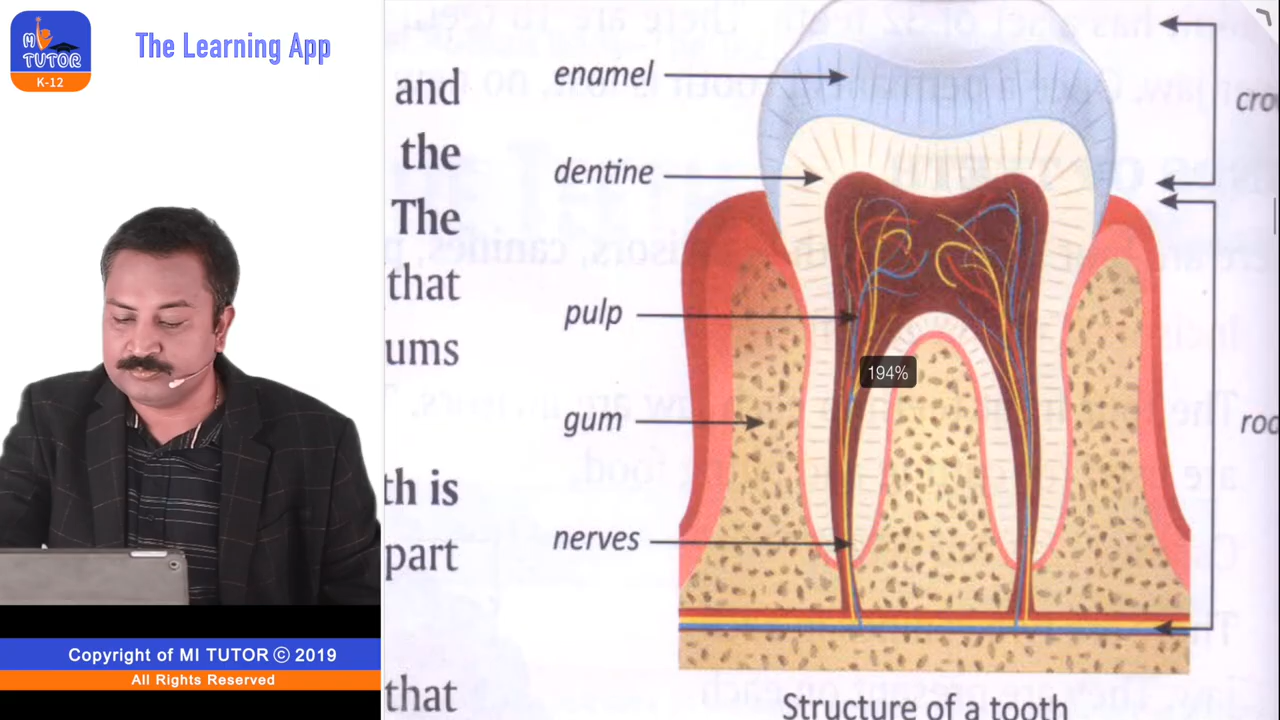 MI
TUTOR
K-12
The Learning App
and
the
The
that
ums
th is
part
that
enamel
dentine
pulp
gum
nerves
194%
cro
roo
Structure of a tooth
Copyright of MI TUTOR © 2019
All Rights Reserved